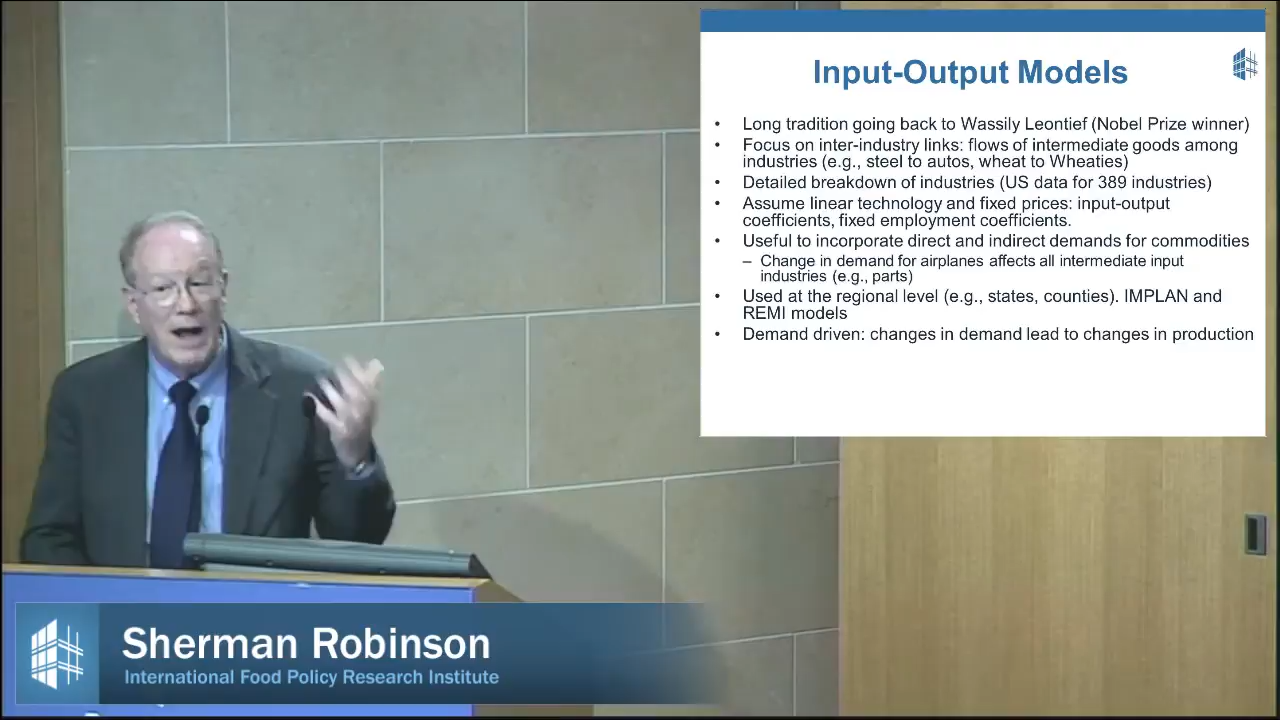 Input-Output Models
• Long tradition going back to Wassily Leontief (Nobel Prize winner)
• Focus on inter-industry links: flows of intermediate goods among
industries (e.g., steel to autos, wheat to Wheaties)
• Detailed breakdown of industries (US data for 389 industries)
• Assume linear technology and fixed prices: input-output
coefficients, fixed employment coefficients.
• Useful to incorporate direct and indirect demands for commodities
– Change in demand for airplanes affects all intermediate input
industries (e.g., parts)
• Used at the regional level (e.g., states, counties). IMPLAN and
REMI models
• Demand driven: changes in demand lead to changes in production
Sherman Robinson
International Food Policy Research Institute